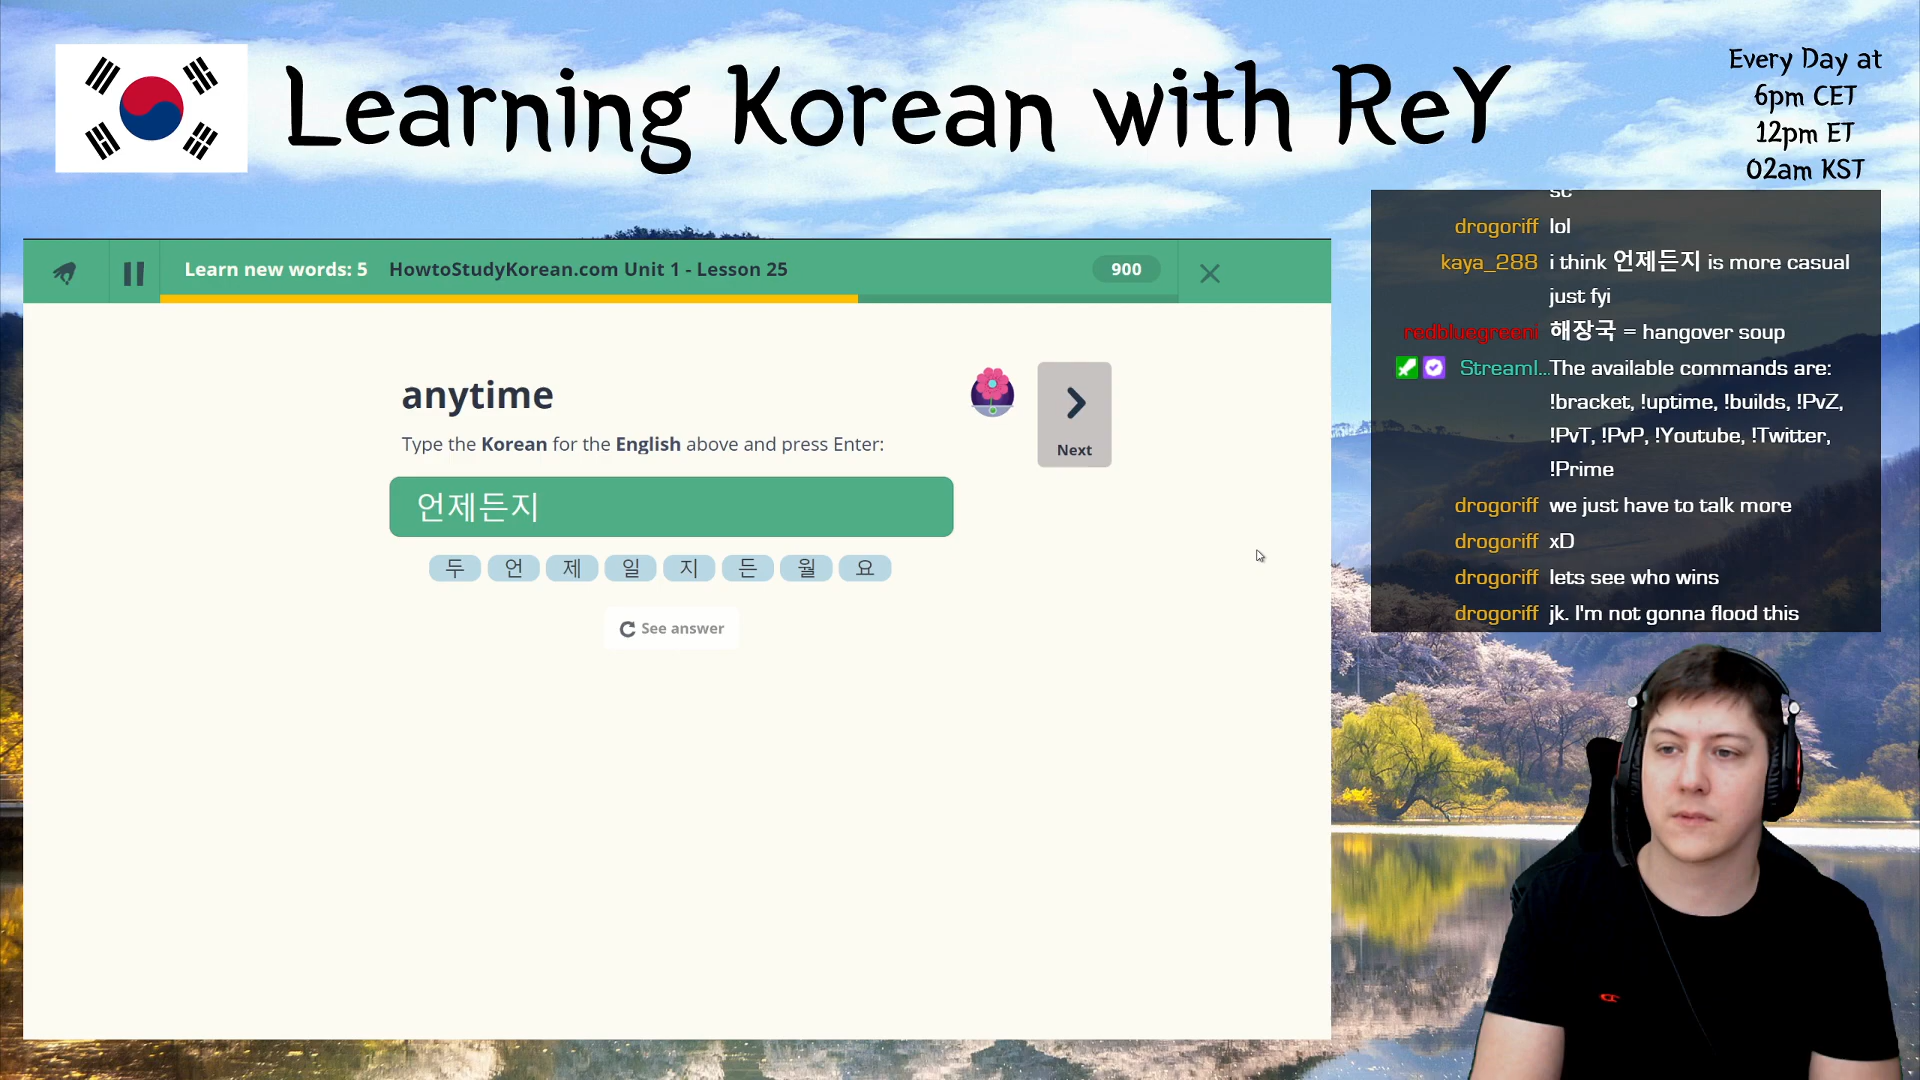 Learning Korean with ReY
Every Day at
6pm CET
12pm ET
02am KST
Learn new words: 5 HowtoStudyKorean.com Unit 1 - Lesson 25
900
anytime
Type the Korean for the English above and press Enter:
언제든지
두 언 제 일 지 든 월 요
See answer
Next
drogoriff lol
kaya_288 i think 언제든지 is more casual
just fyi
redbluegreeni 해장국 = hangover soup
Streaml... The available commands are:
!bracket, !uptime, !builds, !PvZ,
!PvT, !PvP, !Youtube, !Twitter,
!Prime
drogoriff we just have to talk more
drogoriff xD
drogoriff lets see who wins
drogoriff jk. I'm not gonna flood this